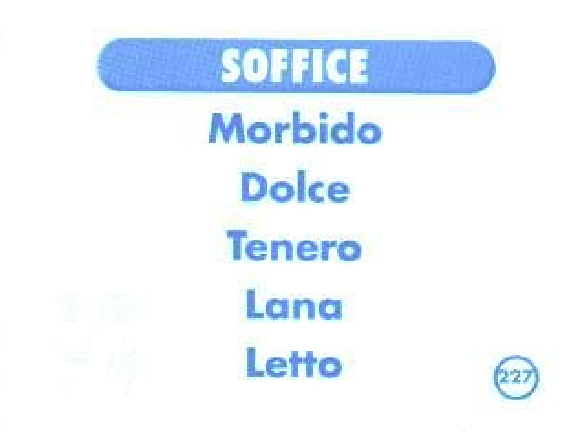 SOFFICE
Morbido
Dolce
Tenero
Lana
Letto
227